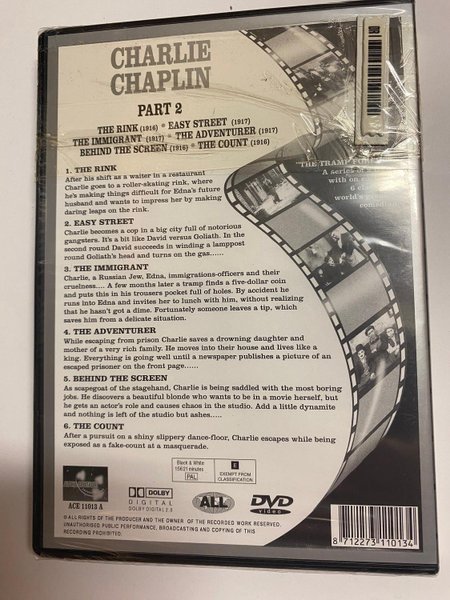 CHARLIE
CHAPLIN
PART 2
THE RINK (1916) * EASY STREET (1917)
THE IMMIGRANT (1917) * THE ADVENTURER (1917)
BEHIND THE SCREEN (1916) * THE COUNT (1916)
1. THE RINK
After his shift as a waiter in a restaurant
Charlie goes to a roller-skating rink, where
he's making things difficult for Edna's future
husband and wants to impress her by making
daring leaps on the rink.
2. EASY STREET
Charlie becomes a cop in a big city full of notorious
gangsters. It's a bit like David versus Goliath. In the
second round David succeeds in winding a lamppost
round Goliath's head and turns on the gas......
3. THE IMMIGRANT
Charlie, a Russian Jew, Edna, immigrations-officers and their
cruelness.... A few months later a tramp finds a five-dollar coin
and puts this in his trousers pocket full of holes. By accident he
runs into Edna and invites her to lunch with him, without realizing
that he hasn't got a dime. Fortunately someone leaves a tip, which
saves him from a delicate situation.
4. THE ADVENTURER
While escaping from prison Charlie saves a drowning daughter and
mother of a very rich family. He moves into their house and lives like a
king. Everything is going well until a newspaper publishes a picture of an
escaped prisoner on the front page......
5. BEHIND THE SCREEN
As scapegoat of the stagehand, Charlie is being saddled with the most boring
jobs. He discovers a beautiful blonde who wants to be in a movie herself, but
he gets an actor's role and causes chaos in the studio. Add a little dynamite
and nothing is left of the studio but ashes.....
6. THE COUNT
After a pursuit on a shiny slippery dance-floor, Charlie escapes while being
exposed as a fake-count at a masquerade.
THE TRAMP
A series of
with on
6
world's
comedian
ACE 11013 A
DOLBY
DIGITAL
DOLBY DIGITAL 2.0
Black & White
PAL
E
EXEMPT FROM
CLASSIFICATION
ALL
DVD
VIDEO
© ALL RIGHTS OF THE PRODUCER AND THE OWNER OF THE RECORDED WORK RESERVED.
UNAUTHORISED PUBLIC PERFORMANCE, BROADCASTING AND COPYING OF THIS
RECORDING PROHIBITED.
8 712273 110134